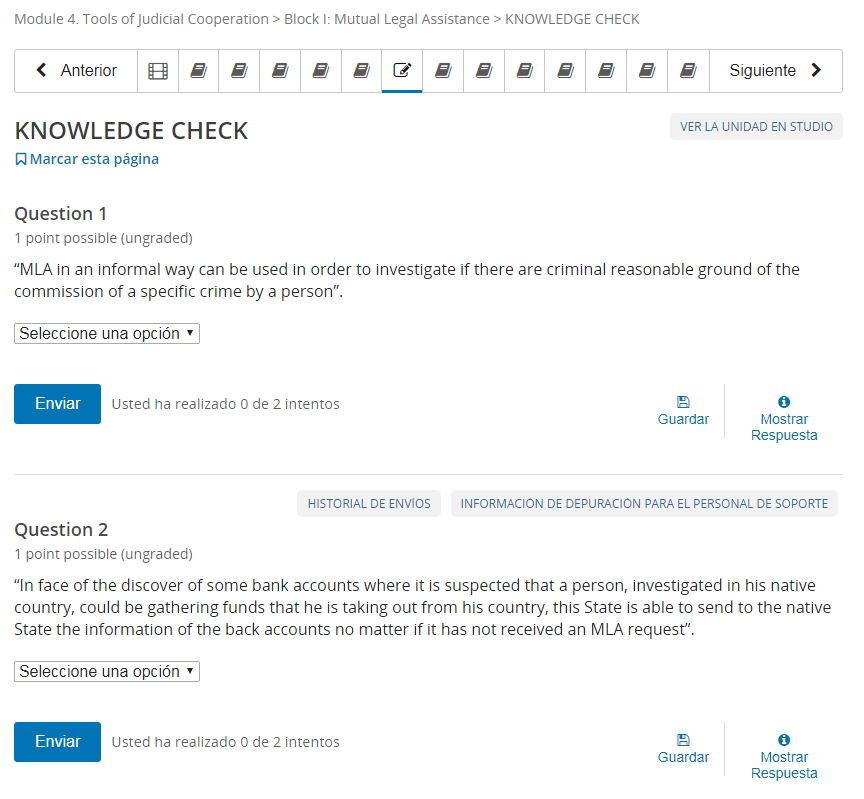 Module 4. Tools of Judicial Cooperation > Block I: Mutual Legal Assistance > KNOWLEDGE CHECK
Anterior
Siguiente
KNOWLEDGE CHECK
VER LA UNIDAD EN STUDIO
Marcar esta página
Question 1
1 point possible (ungraded)
“MLA in an informal way can be used in order to investigate if there are criminal reasonable ground of the
commission of a specific crime by a person”.
Seleccione una opción
Enviar
Usted ha realizado 0 de 2 intentos
Guardar
Mostrar
Respuesta
HISTORIAL DE ENVÍOS
INFORMACIÓN DE DEPURACIÓN PARA EL PERSONAL DE SOPORTE
Question 2
1 point possible (ungraded)
“In face of the discover of some bank accounts where it is suspected that a person, investigated in his native
country, could be gathering funds that he is taking out from his country, this State is able to send to the native
State the information of the back accounts no matter if it has not received an MLA request”.
Seleccione una opción
Enviar
Usted ha realizado 0 de 2 intentos
Guardar
Mostrar
Respuesta